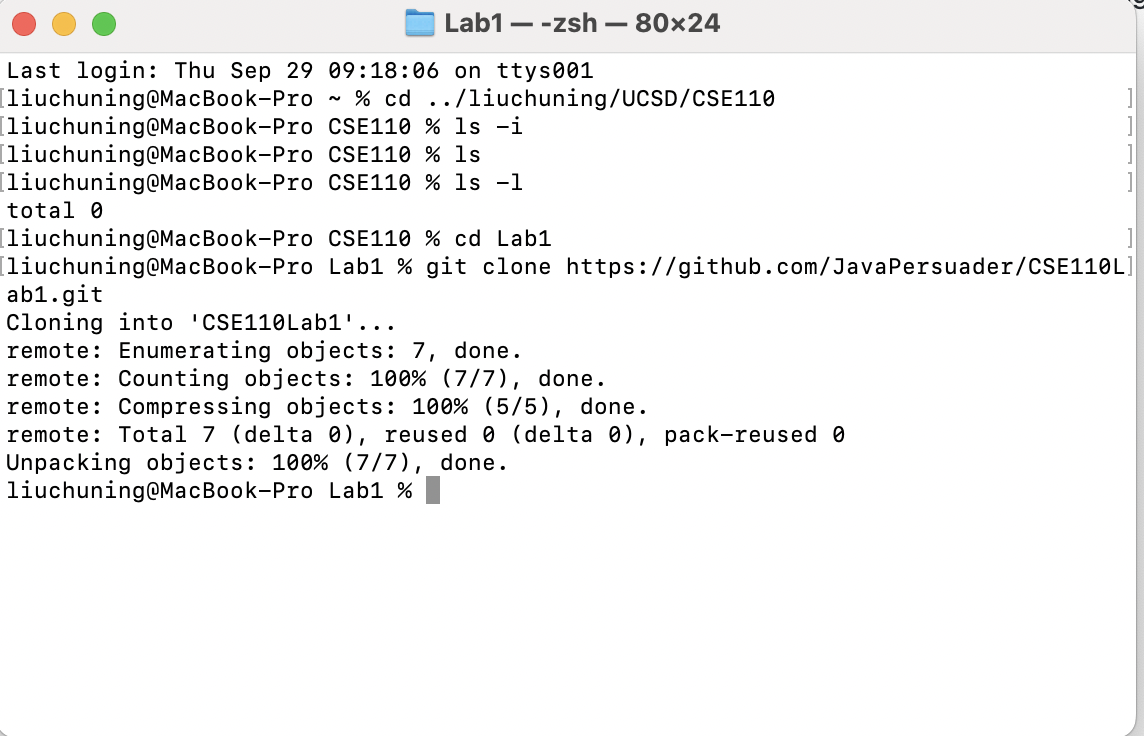 Lab1 — -zsh — 80×24
Last login: Thu Sep 29 09:18:06 on ttys001
[liuchuning@MacBook-Pro ~ % cd ../liuchuning/UCSD/CSE110 ]
[liuchuning@MacBook-Pro CSE110 % ls -i ]
[liuchuning@MacBook-Pro CSE110 % ls ]
[liuchuning@MacBook-Pro CSE110 % ls -l ]
total 0
[liuchuning@MacBook-Pro CSE110 % cd Lab1 ]
[liuchuning@MacBook-Pro Lab1 % git clone https://github.com/JavaPersuader/CSE110L]
ab1.git
Cloning into 'CSE110Lab1'...
remote: Enumerating objects: 7, done.
remote: Counting objects: 100% (7/7), done.
remote: Compressing objects: 100% (5/5), done.
remote: Total 7 (delta 0), reused 0 (delta 0), pack-reused 0
Unpacking objects: 100% (7/7), done.
liuchuning@MacBook-Pro Lab1 %